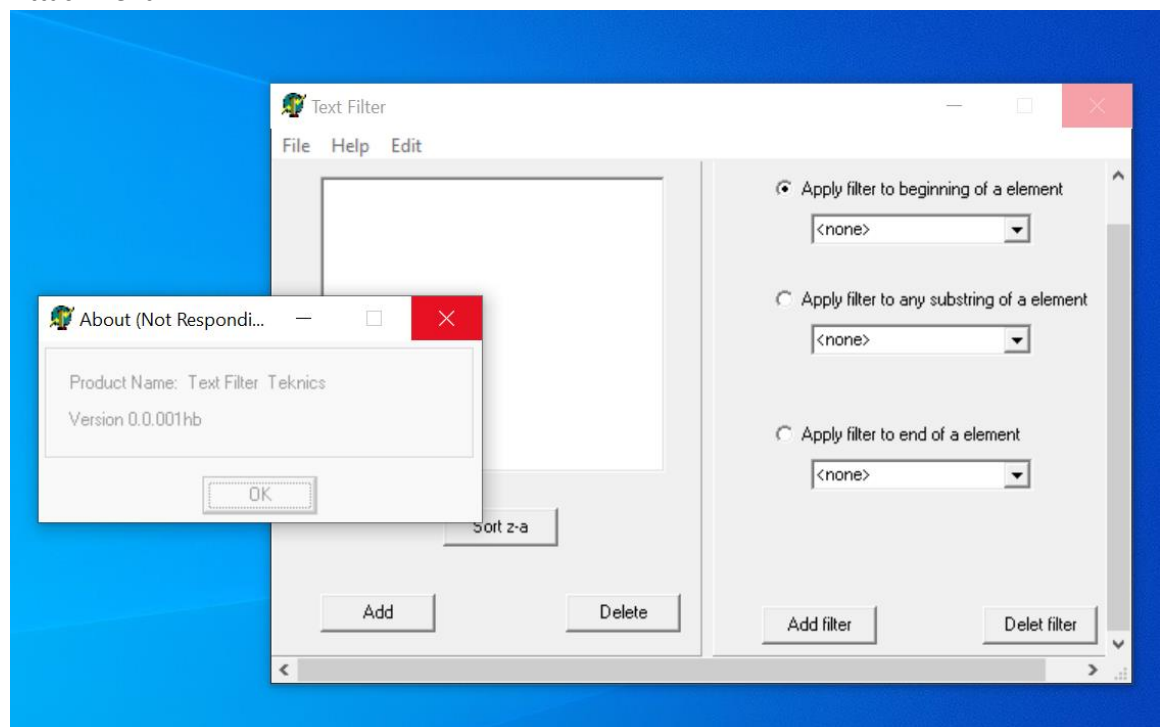 Text Filter
File Help Edit
Apply filter to beginning of a element
<none>
Apply filter to any substring of a element
<none>
About (Not Respondi...
Product Name: Text Filter Teknics
Version 0.0.001hb
OK
Apply filter to end of a element
<none>
Sort z-a
Add
Delete
Add filter
Delet filter